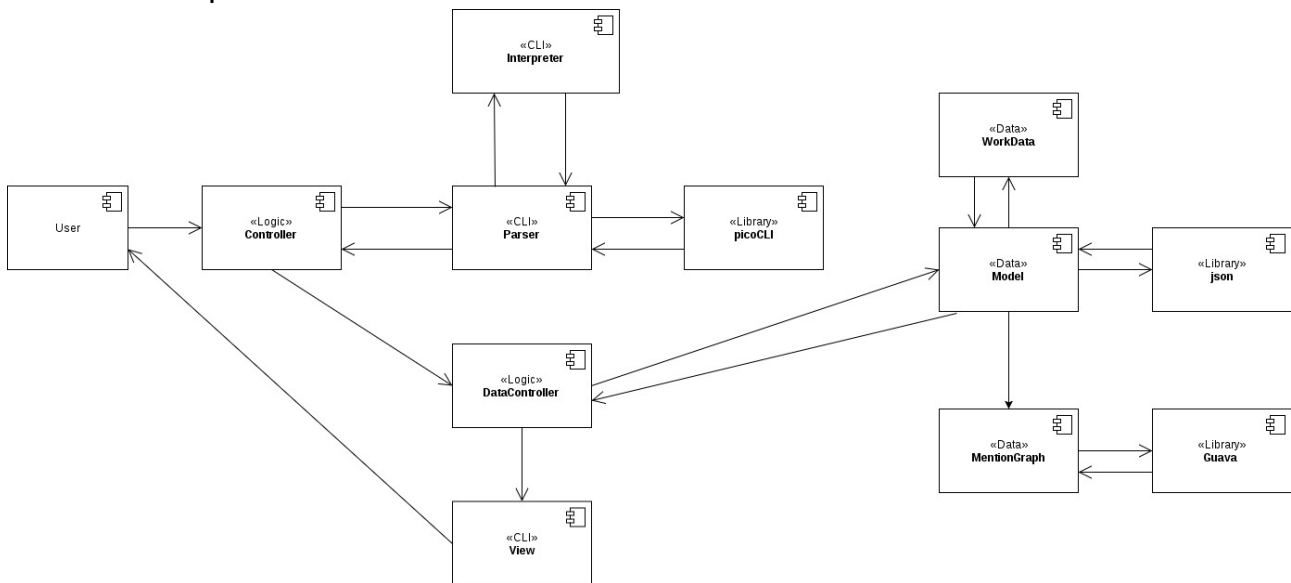 «CLI»
Interpreter
«Data»
WorkData
User
«Logic»
Controller
«CLI»
Parser
«Library»
picoCLI
«Data»
Model
«Library»
json
«Logic»
DataController
«Data»
MentionGraph
«Library»
Guava
«CLI»
View